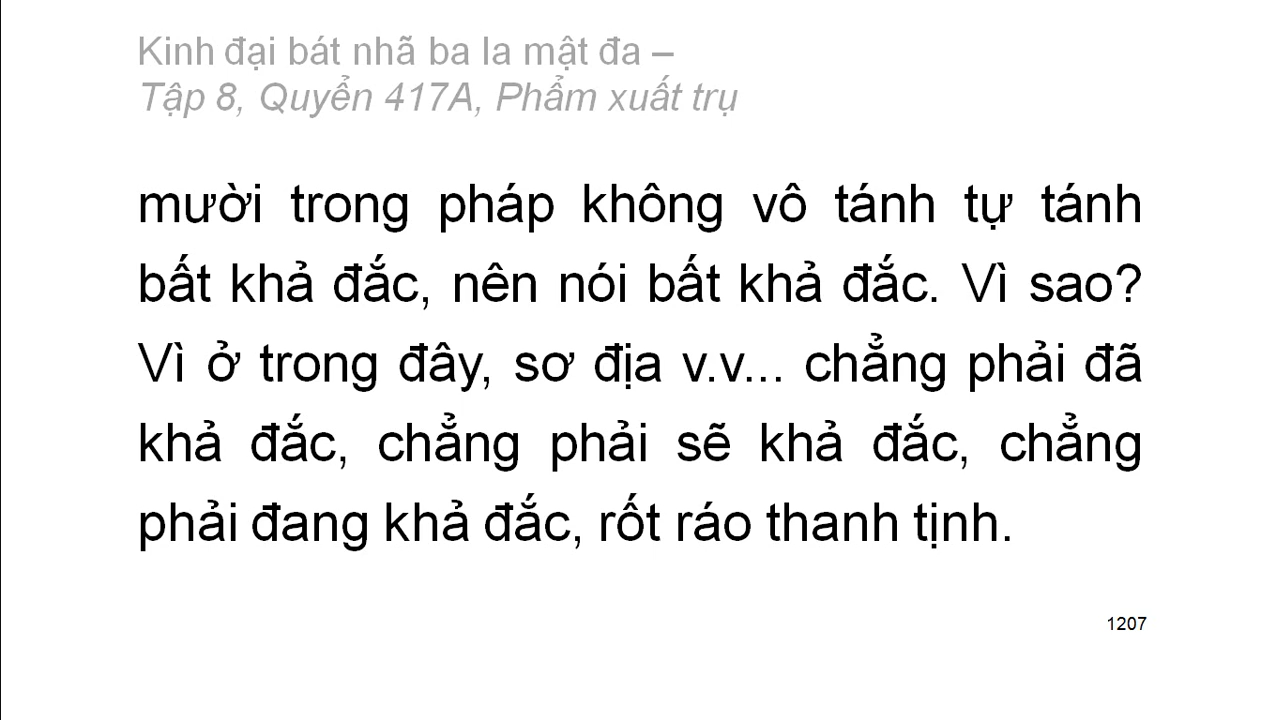 Kinh đại bát nhã ba la mật đa –
Tập 8, Quyển 417A, Phẩm xuất trụ
mười trong pháp không vô tánh tự tánh
bất khả đắc, nên nói bất khả đắc. Vì sao?
Vì ở trong đây, sơ địa v.v... chẳng phải đã
khả đắc, chẳng phải sẽ khả đắc, chẳng
phải đang khả đắc, rốt ráo thanh tịnh.
1207